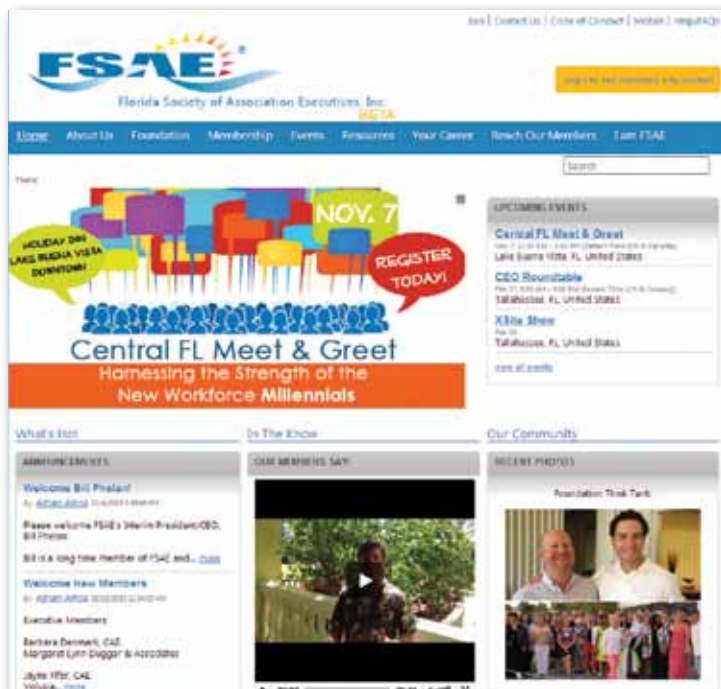 Join | Contact Us | Code of Conduct | Mobile | Help/FAQs
FSAE
Florida Society of Association Executives, Inc.
BETA
Home About Us Foundation Membership Events Resources Your Career Reach Our Members I am FSAE
Search
Home
NOV. 7
HOLIDAY INN
LAKE BUENA VISTA
DOWNTOWN
REGISTER
TODAY!
Central FL Meet & Greet
Harnessing the Strength of the
New Workforce Millennials
UPCOMING EVENTS
Central FL Meet & Greet
Lake Buena Vista, FL, United States
CEO Roundtable
Tallahassee, FL, United States
XSite Show
Tallahassee, FL, United States
view all events
What's Hot
ANNOUNCEMENTS
Welcome Bill Phelan!
By:
Please welcome FSAE's Interim President/CEO,
Bill Phelan
Bill is a long time member of FSAE and... more
Welcome New Members
By:
Executive Members
Barbara Denmark, CAE
Margaret Lynn Duggar & Associates
CAE
more
In The Know
OUR MEMBERS SAY:
Our Community
RECENT PHOTOS
Foundation Think Tank